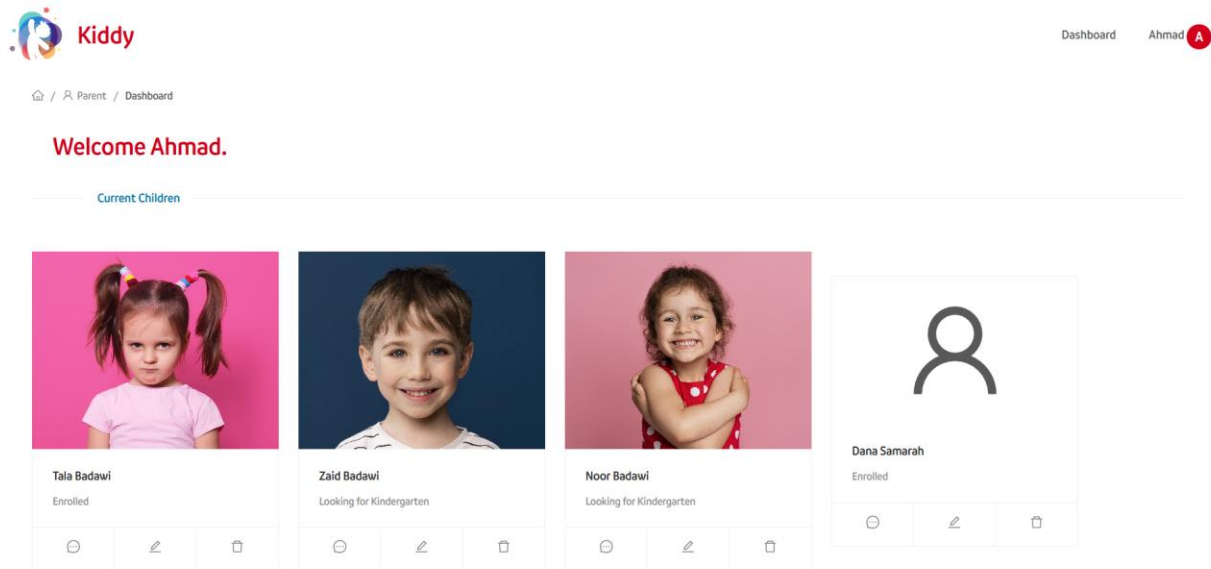 Kiddy
Dashboard Ahmad A
/ Parent / Dashboard
Welcome Ahmad.
Current Children
Tala Badawi
Enrolled
Zaid Badawi
Looking for Kindergarten
Noor Badawi
Looking for Kindergarten
Dana Samarah
Enrolled